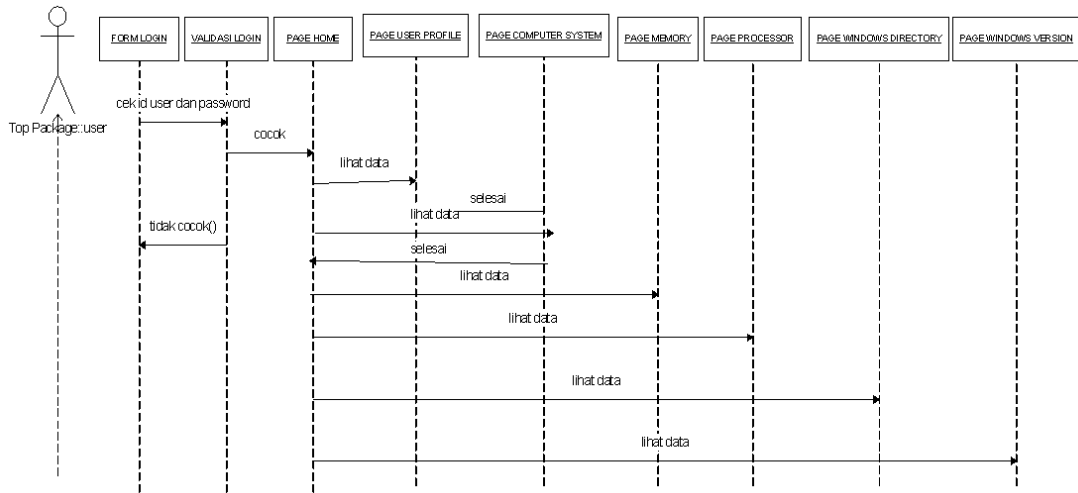 FORM LOGIN
VALIDASI LOGIN
PAGE HOME
PAGE USER PROFILE
PAGE COMPUTER SYSTEM
PAGE MEMORY
PAGE PROCESSOR
PAGE WINDOWS DIRECTORY
PAGE WINDOWS VERSION
Top Package::user
cek id user dan password
cocok
lihat data
selesai
lihat data
tidak cocok()
selesai
lihat data
lihat data
lihat data
lihat data